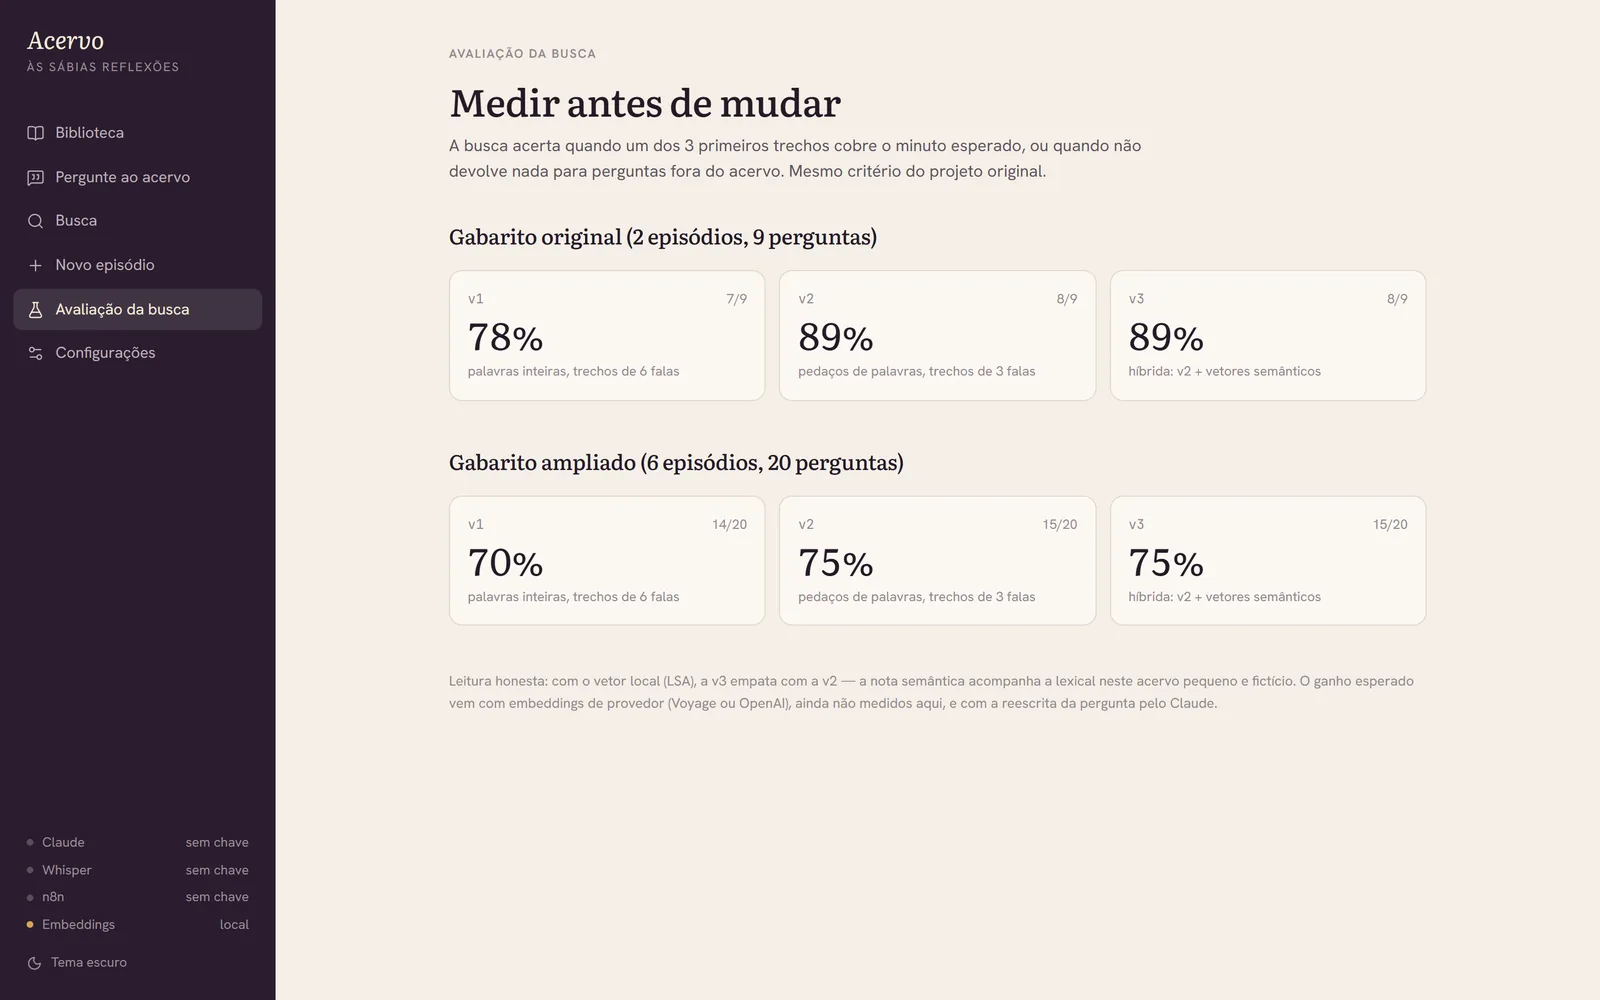 Acervo
ÀS SÁBIAS REFLEXÕES
Biblioteca
Pergunte ao acervo
Busca
Novo episódio
Avaliação da busca
Configurações
Claude sem chave
Whisper sem chave
n8n sem chave
Embeddings local
Tema escuro
AVALIAÇÃO DA BUSCA
Medir antes de mudar
A busca acerta quando um dos 3 primeiros trechos cobre o minuto esperado, ou quando não
devolve nada para perguntas fora do acervo. Mesmo critério do projeto original.
Gabarito original (2 episódios, 9 perguntas)
v1 7/9
78%
palavras inteiras, trechos de 6 falas
v2 8/9
89%
pedaços de palavras, trechos de 3 falas
v3 8/9
89%
híbrida: v2 + vetores semânticos
Gabarito ampliado (6 episódios, 20 perguntas)
v1 14/20
70%
palavras inteiras, trechos de 6 falas
v2 15/20
75%
pedaços de palavras, trechos de 3 falas
v3 15/20
75%
híbrida: v2 + vetores semânticos
Leitura honesta: com o vetor local (LSA), a v3 empata com a v2 — a nota semântica acompanha a lexical neste acervo pequeno e fictício. O ganho esperado
vem com embeddings de provedor (Voyage ou OpenAI), ainda não medidos aqui, e com a reescrita da pergunta pelo Claude.